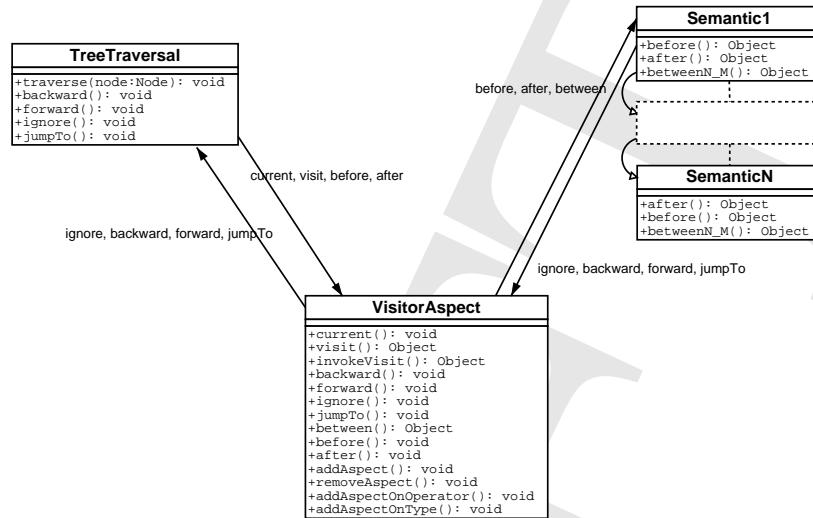 TreeTraversal
+traverse(node:Node): void
+backward(): void
+forward(): void
+ignore(): void
+jumpTo(): void
Semantic1
+before(): Object
+after(): Object
+betweenN_M(): Object
before, after, between
SemanticN
+after(): Object
+before(): Object
+betweenN_M(): Object
current, visit, before, after
ignore, backward, forward, jumpTo
ignore, backward, forward, jumpTo
VisitorAspect
+current(): void
+visit(): Object
+invokeVisit(): Object
+backward(): void
+forward(): void
+ignore(): void
+jumpTo(): void
+between(): Object
+before(): void
+after(): void
+addAspect(): void
+removeAspect(): void
+addAspectOnOperator(): void
+addAspectOnType(): void